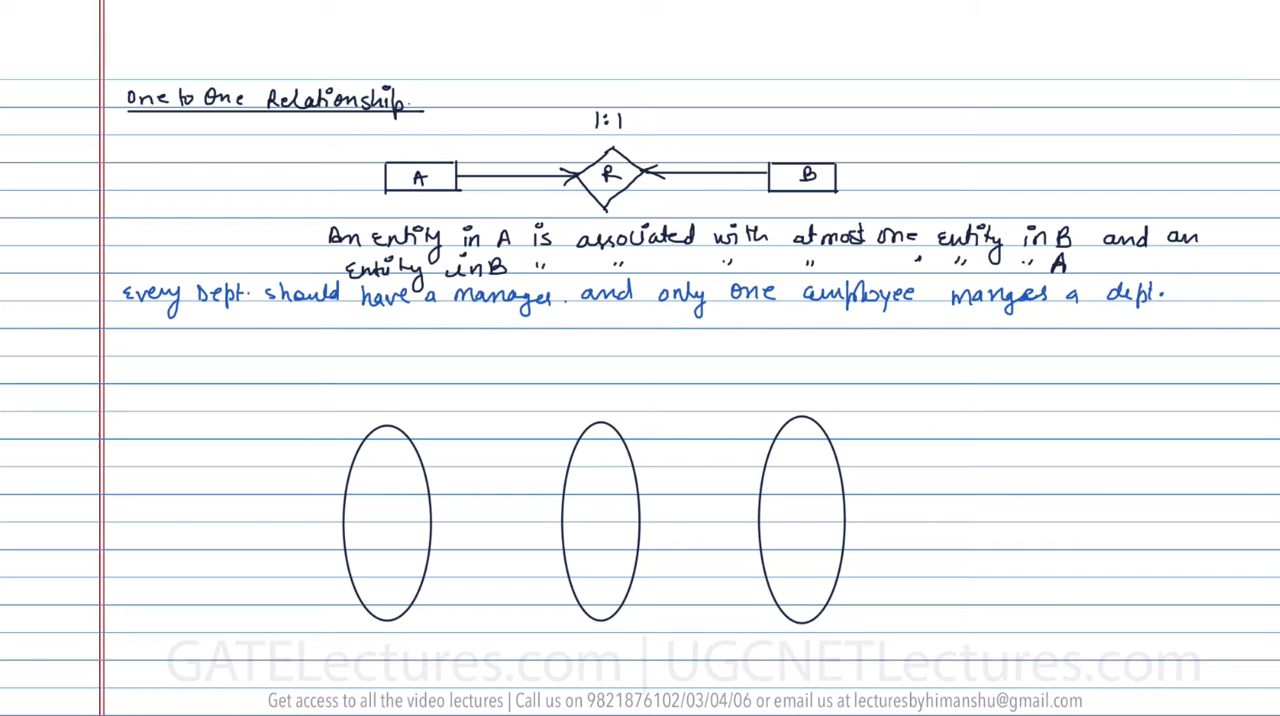 One to One Relationship.
1:1
A R B
An entity in A is associated with atmost one entity in B and an
entity in B " " " " " " " A
Every Dept. should have a manager. and only one employee manges a dept.
GATELectures.com | UGCNETLectures.com
Get access to all the video lectures | Call us on 9821876102/03/04/06 or email us at lecturesbyhimanshu@gmail.com